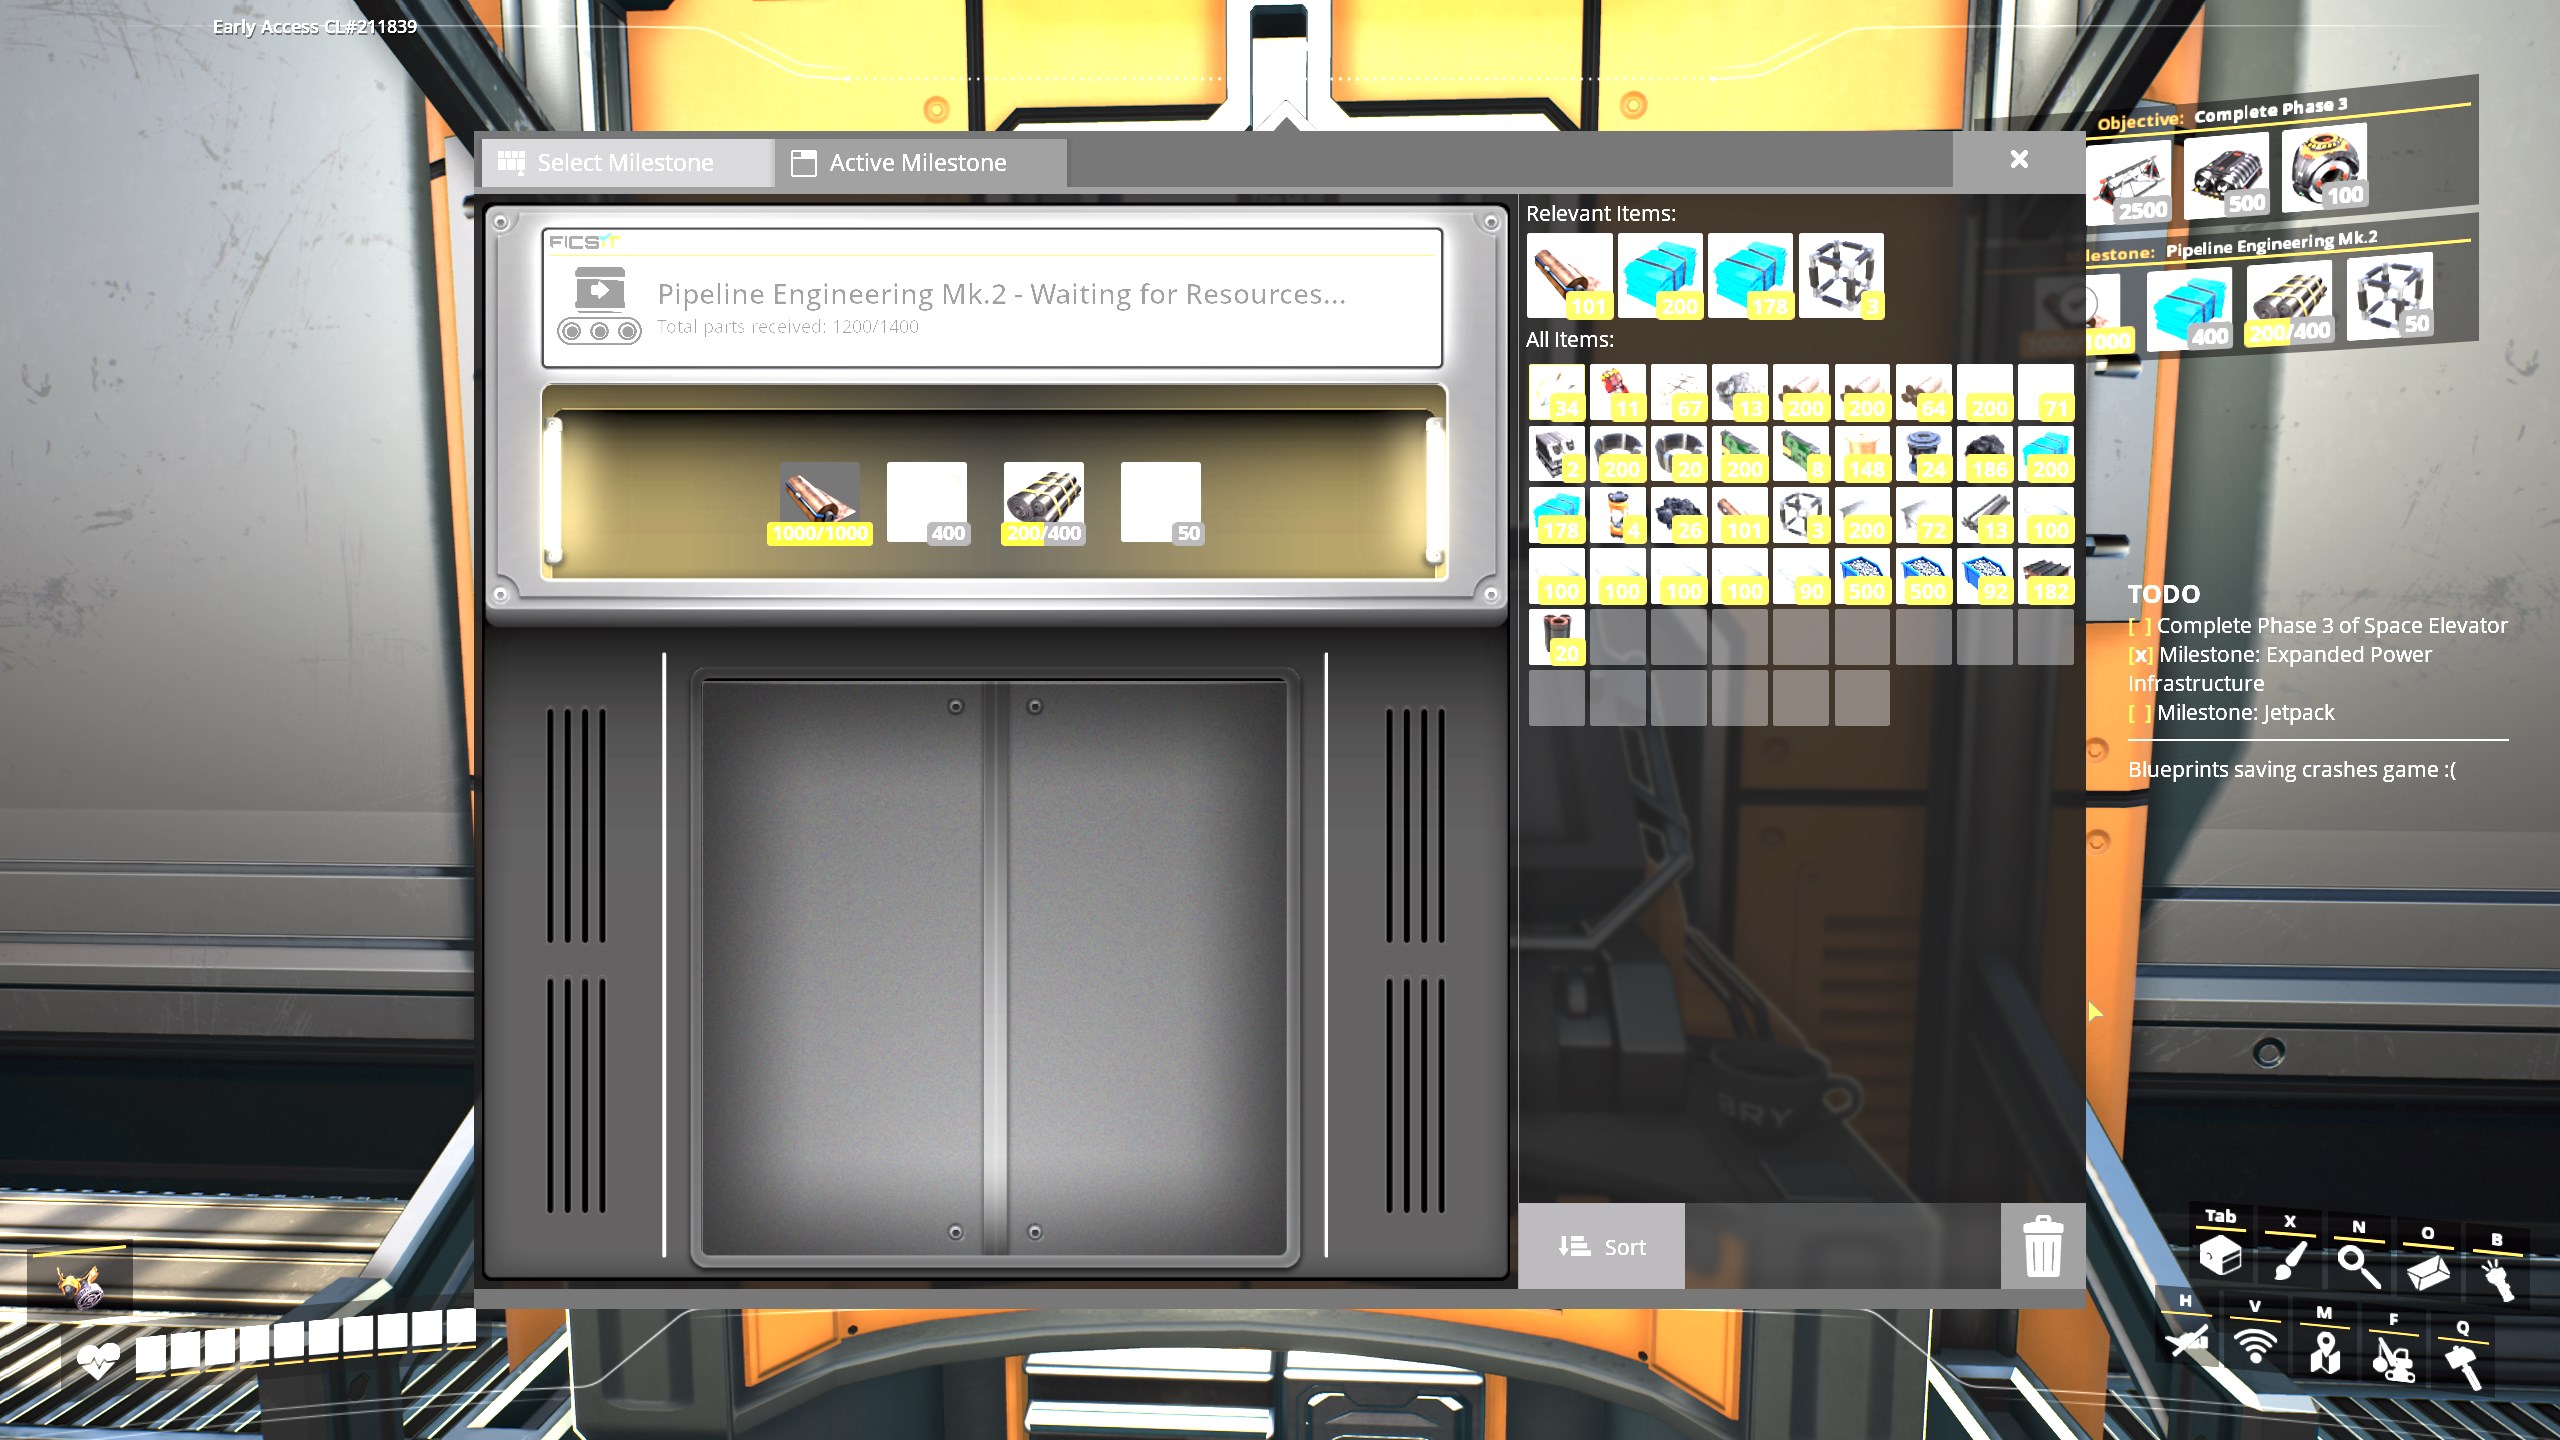 Early Access CL#211839
Select Milestone
Active Milestone
FICSIT
Pipeline Engineering Mk.2 - Waiting for Resources...
Total parts received: 1200/1400
1000/1000
400
200/400
50
Relevant Items:
101
200
178
3
All Items:
34 11 67 13 200 200 64 200 71
2 200 20 200 8 148 24 186 200
178 4 26 101 3 200 72 13 100
100 100 100 100 90 500 500 92 182
20
Sort
Objective: Complete Phase 3
2500 500 100
lestone: Pipeline Engineering Mk.2
1000 400 200/400 50
TODO
[ ] Complete Phase 3 of Space Elevator
[x] Milestone: Expanded Power
Infrastructure
[ ] Milestone: Jetpack
Blueprints saving crashes game :(
Tab X N O B
H V M F Q